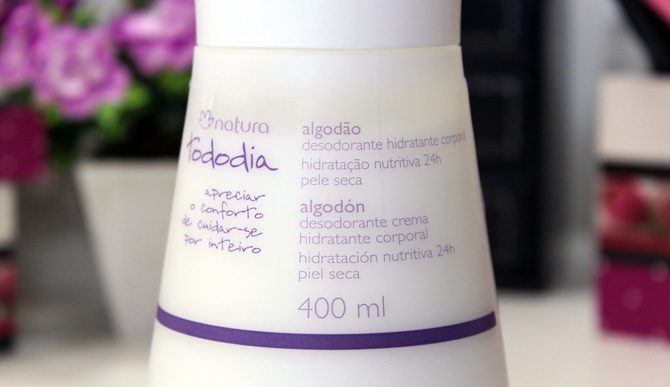 natura
Tododia
apreciar
o conforto
de cuidar-se
por inteiro
algodão
desodorante hidratante corporal
hidratação nutritiva 24h
pele seca
algodón
desodorante crema
hidratante corporal
hidratación nutritiva 24h
piel seca
400 ml